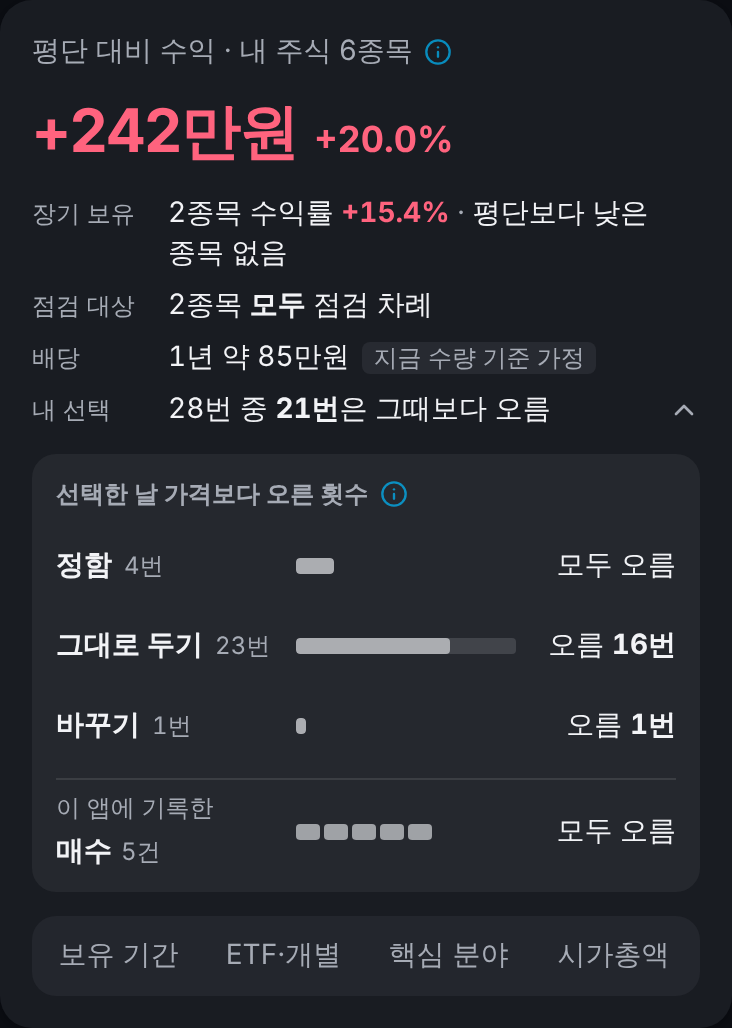 평단 대비 수익 · 내 주식 6종목
+242만원 +20.0%
장기 보유 2종목 수익률 +15.4% · 평단보다 낮은
종목 없음
점검 대상 2종목 모두 점검 차례
배당 1년 약 85만원 지금 수량 기준 가정
내 선택 28번 중 21번은 그때보다 오름
선택한 날 가격보다 오른 횟수
정함 4번 모두 오름
그대로 두기 23번 오름 16번
바꾸기 1번 오름 1번
이 앱에 기록한
매수 5건 모두 오름
보유 기간 ETF·개별 핵심 분야 시가총액